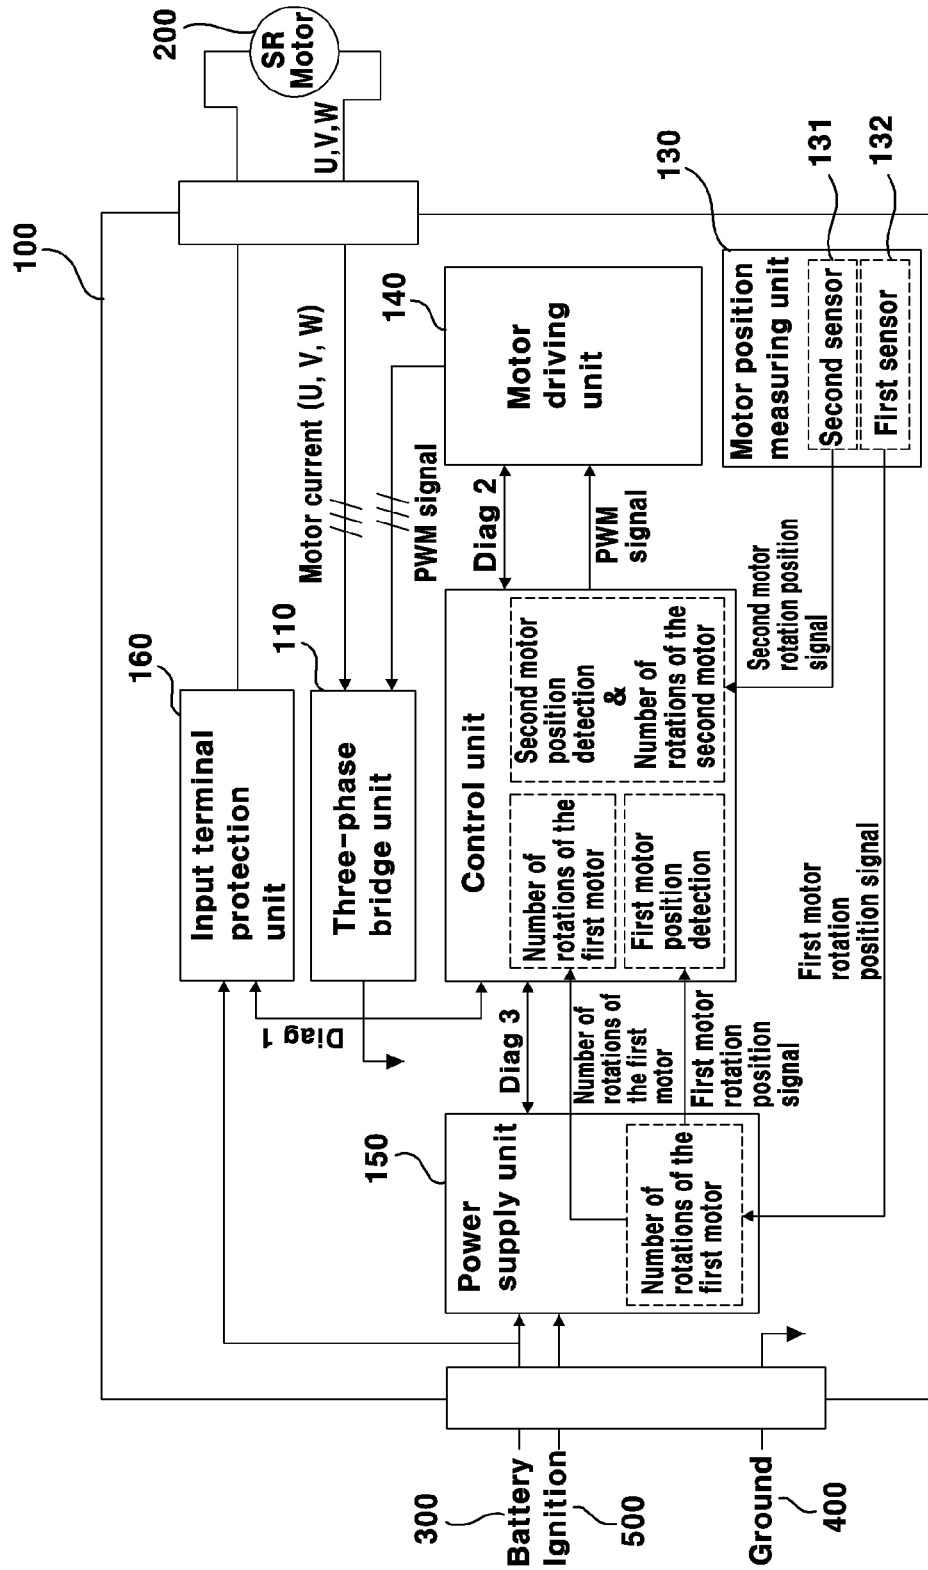 100
200
SR
Motor
U,V,W
160
Input terminal
protection
unit
Motor current (U, V, W)
110
Three-phase
bridge unit
PWM signal
Diag 1
140
Motor
driving
unit
Diag 2
PWM
signal
Control unit
Number of
rotations of the
first motor
First motor
position
detection
Second motor
position
detection
&
Number of
rotations of the
second motor
Diag 3
Number of
rotations of
the first
motor
First motor
rotation
position
signal
150
Power
supply unit
Number of
rotations of the
first motor
130
Motor position
measuring unit
Second sensor
131
First sensor
132
Second motor
rotation position
signal
First motor
rotation
position signal
300
Battery
Ignition
500
Ground
400